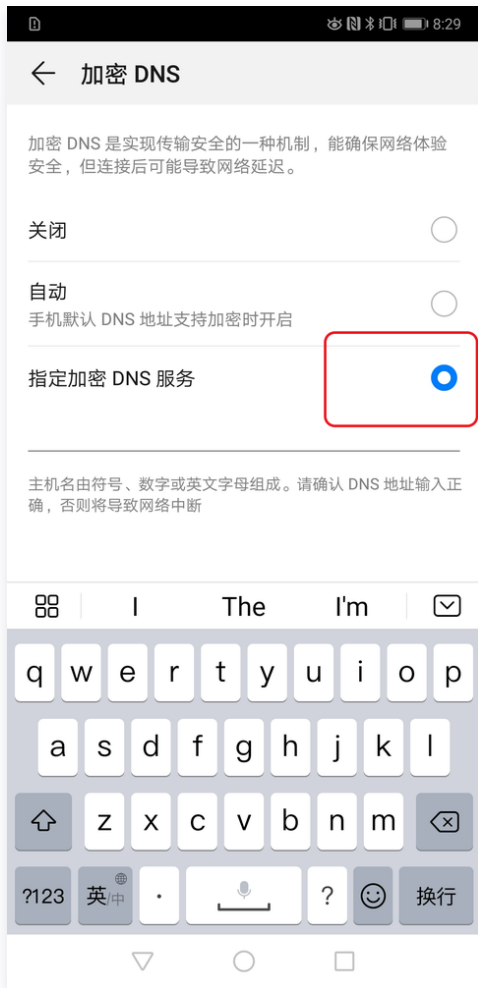 8:29
加密 DNS
加密 DNS 是实现传输安全的一种机制，能确保网络体验
安全，但连接后可能导致网络延迟。
关闭
自动
手机默认 DNS 地址支持加密时开启
指定加密 DNS 服务
主机名由符号、数字或英文字母组成。请确认 DNS 地址输入正
确，否则将导致网络中断
I The I'm
q w e r t y u i o p
a s d f g h j k l
z x c v b n m
?123 英/中 · ? 换行